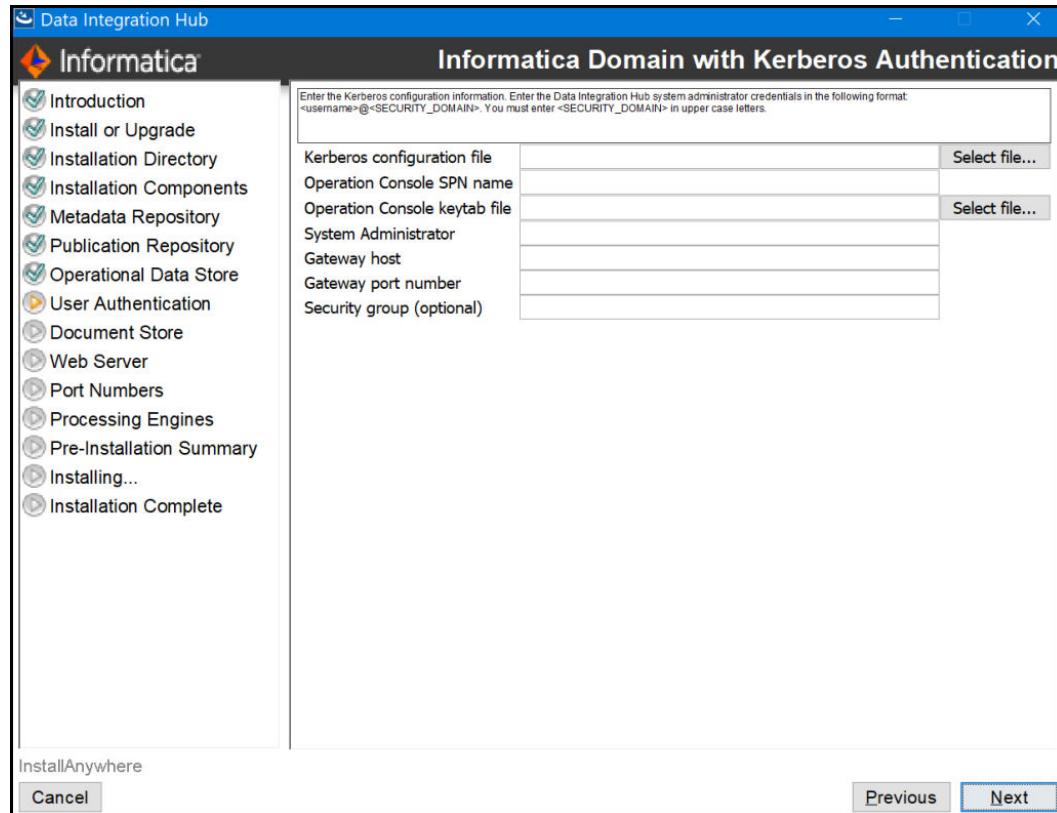 Data Integration Hub
Informatica
Informatica Domain with Kerberos Authentication
Introduction
Install or Upgrade
Installation Directory
Installation Components
Metadata Repository
Publication Repository
Operational Data Store
User Authentication
Document Store
Web Server
Port Numbers
Processing Engines
Pre-Installation Summary
Installing...
Installation Complete
Enter the Kerberos configuration information. Enter the Data Integration Hub system administrator credentials in the following format:
<username>@<SECURITY_DOMAIN>. You must enter <SECURITY_DOMAIN> in upper case letters.
Kerberos configuration file Select file...
Operation Console SPN name
Operation Console keytab file Select file...
System Administrator
Gateway host
Gateway port number
Security group (optional)
InstallAnywhere
Cancel Previous Next